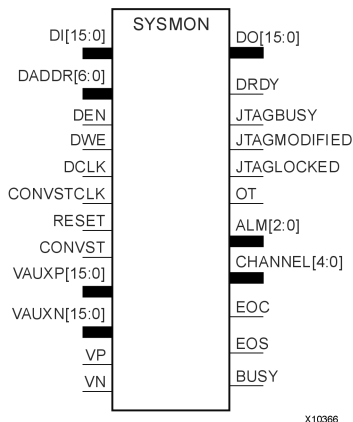 SYSMON
DI[15:0]
DADDR[6:0]
DEN
DWE
DCLK
CONVSTCLK
RESET
CONVST
VAUXP[15:0]
VAUXN[15:0]
VP
VN
DO[15:0]
DRDY
JTAGBUSY
JTAGMODIFIED
JTAGLOCKED
OT
ALM[2:0]
CHANNEL[4:0]
EOC
EOS
BUSY
X10366